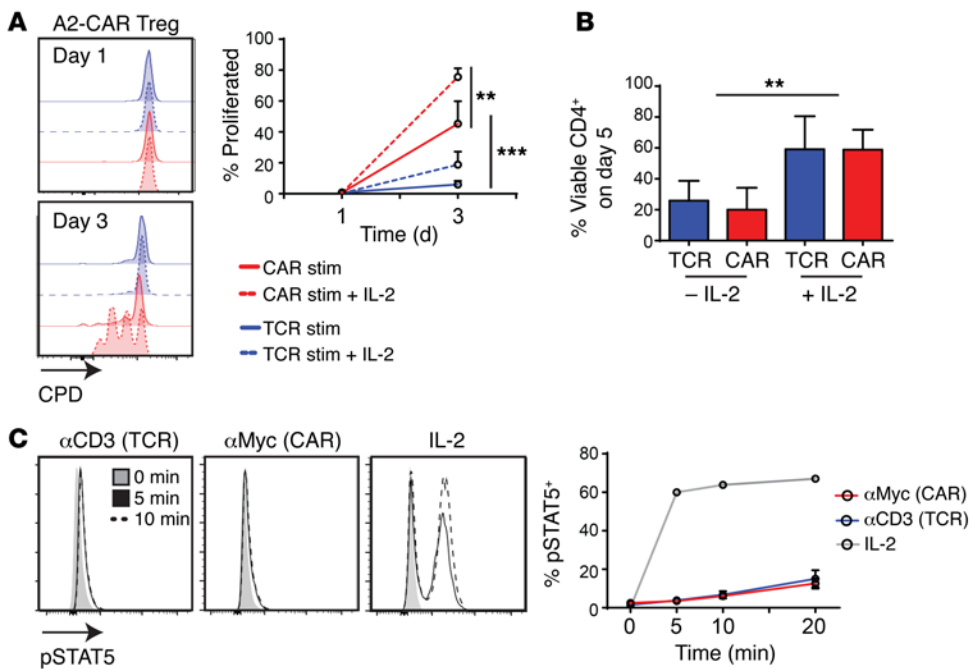 A
A2-CAR Treg
Day 1
Day 3
CPD
% Proliferated
100
80
60
40
20
1
3
Time (d)
**
***
CAR stim
CAR stim + IL-2
TCR stim
TCR stim + IL-2
B
% Viable CD4⁺
on day 5
100
80
60
40
20
0
**
TCR CAR TCR CAR
– IL-2 + IL-2
C
αCD3 (TCR)
αMyc (CAR)
IL-2
0 min
5 min
10 min
pSTAT5
% pSTAT5⁺
80
60
40
20
0
0 5 10 20
Time (min)
αMyc (CAR)
αCD3 (TCR)
IL-2